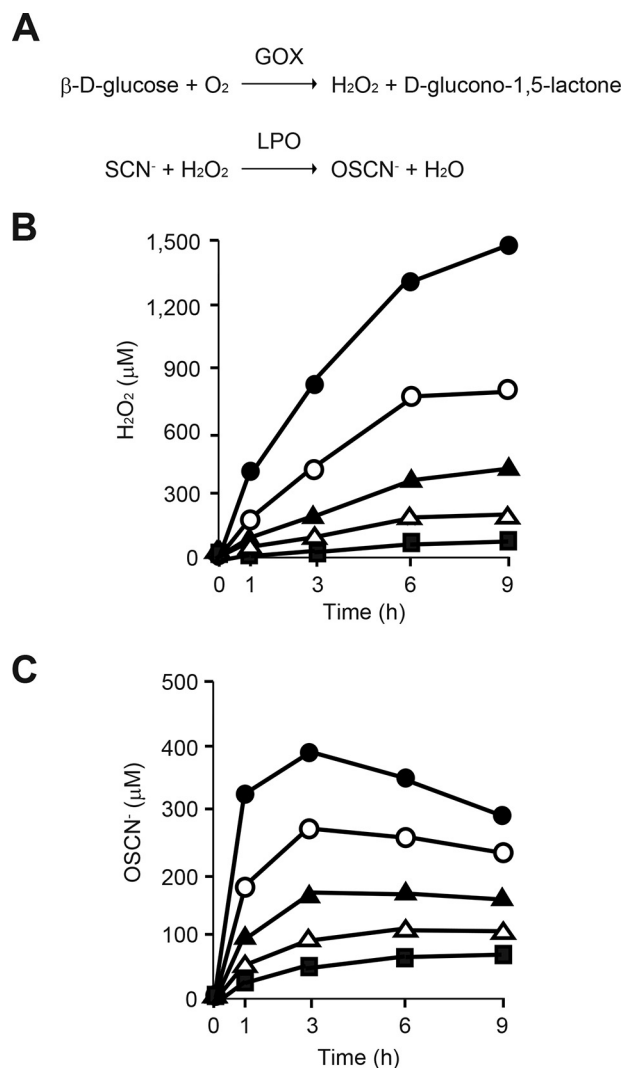 A
GOX
β-D-glucose + O₂ → H₂O₂ + D-glucono-1,5-lactone
LPO
SCN⁻ + H₂O₂ → OSCN⁻ + H₂O
B
1,500
1,200
900
600
300
0
H₂O₂ (μM)
0 1 3 6 9
Time (h)
C
500
400
300
200
100
0
OSCN⁻ (μM)
0 1 3 6 9
Time (h)